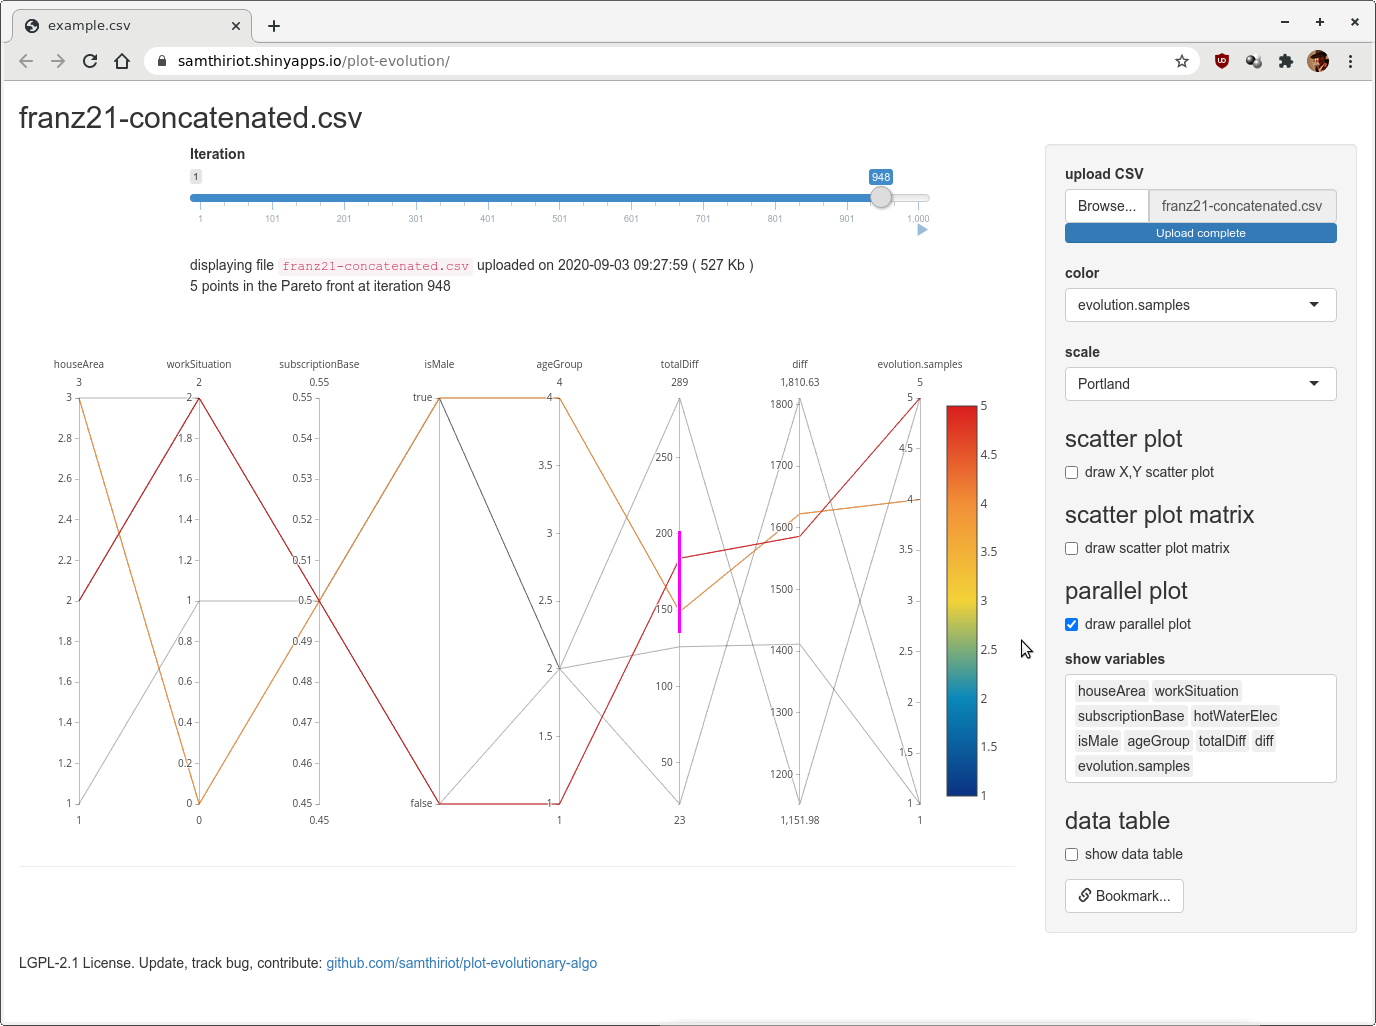 example.csv
samthiriot.shinyapps.io/plot-evolution/
franz21-concatenated.csv
Iteration
1
948
1 101 201 301 401 501 601 701 801 901 1,000
displaying file franz21-concatenated.csv uploaded on 2020-09-03 09:27:59 ( 527 Kb )
5 points in the Pareto front at iteration 948
houseArea workSituation subscriptionBase isMale ageGroup totalDiff diff evolution.samples
3 2 0.55 4 289 1,810.63 5
3
2.8
2.6
2.4
2.2
2
1.8
1.6
1.4
1.2
1
2
1.8
1.6
1.4
1.2
1
0.8
0.6
0.4
0.2
0
0.55
0.54
0.53
0.52
0.51
0.5
0.49
0.48
0.47
0.46
0.45
true
false
4
3.5
3
2.5
2
1.5
1
250
200
150
100
50
1800
1700
1600
1500
1400
1300
1200
5
4.5
4
3.5
3
2.5
2
1.5
1
1 0 0.45 1 23 1,151.98 1
5
4.5
4
3.5
3
2.5
2
1.5
1
upload CSV
Browse... franz21-concatenated.csv
Upload complete
color
evolution.samples
scale
Portland
scatter plot
draw X,Y scatter plot
scatter plot matrix
draw scatter plot matrix
parallel plot
draw parallel plot
show variables
houseArea workSituation
subscriptionBase hotWaterElec
isMale ageGroup totalDiff diff
evolution.samples
data table
show data table
Bookmark...
LGPL-2.1 License. Update, track bug, contribute: github.com/samthiriot/plot-evolutionary-algo